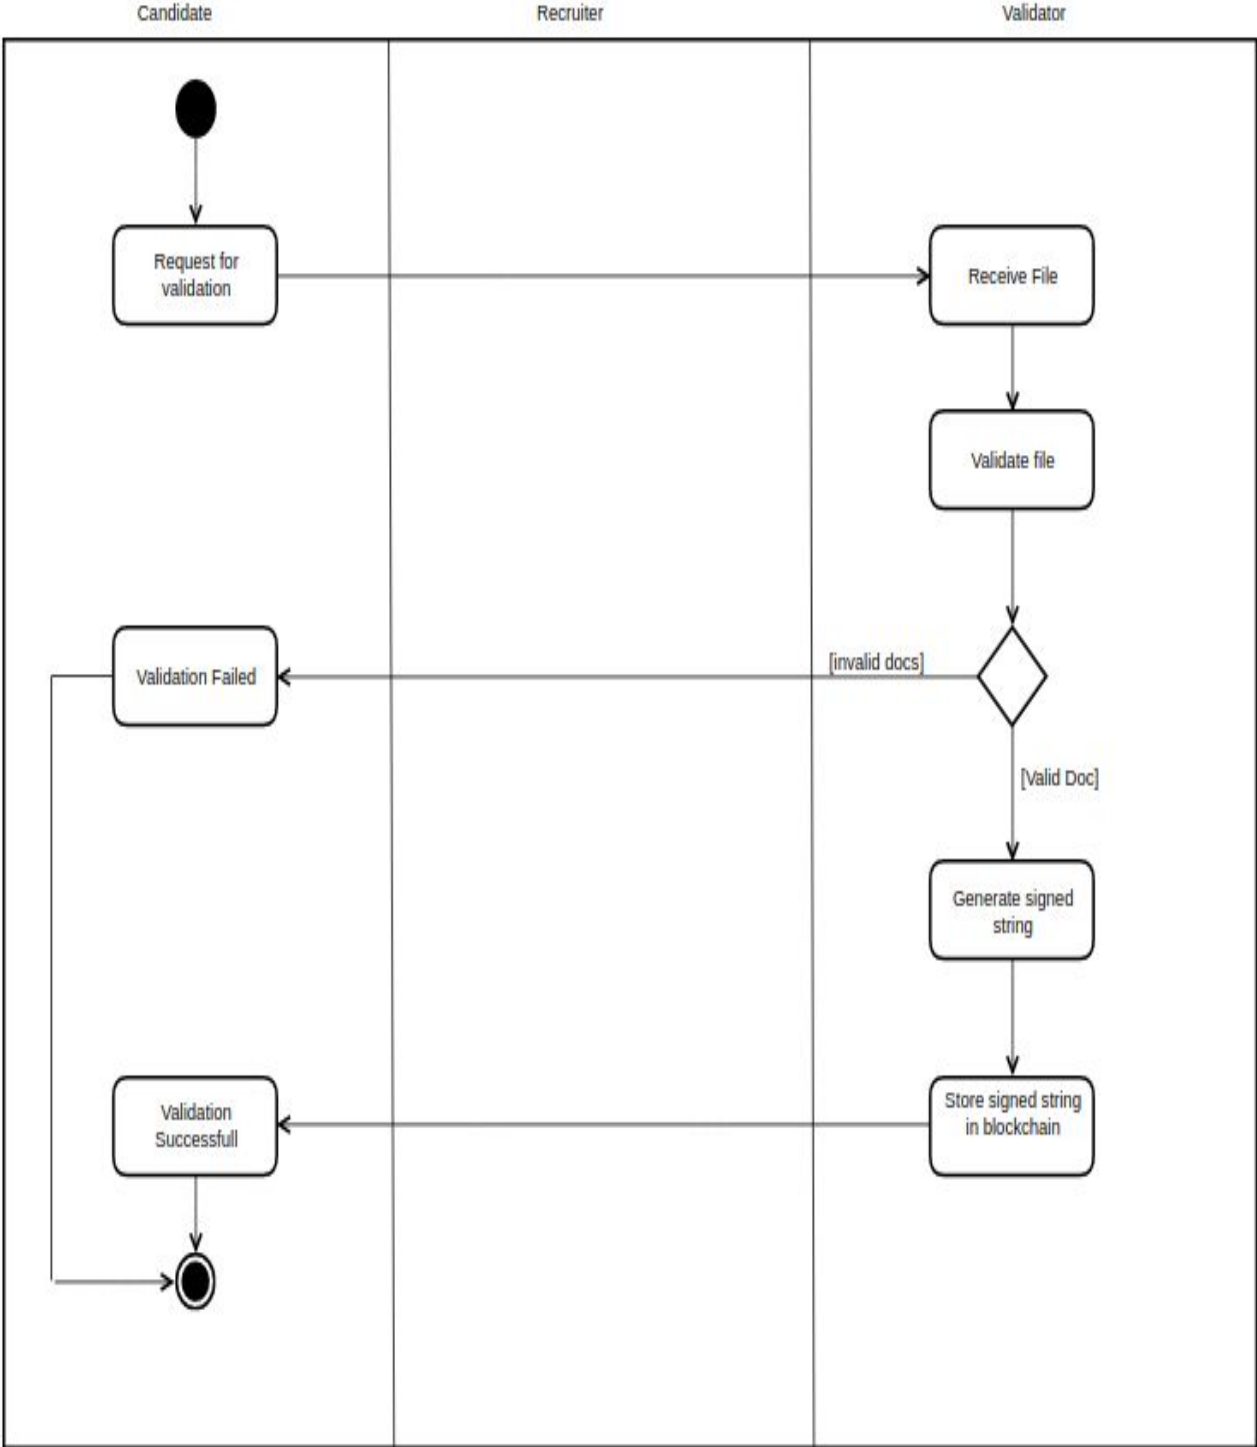 Candidate
Recruiter
Validator
Request for
validation
Receive File
Validate file
Validation Failed
[invalid docs]
[Valid Doc]
Generate signed
string
Validation
Successfull
Store signed string
in blockchain